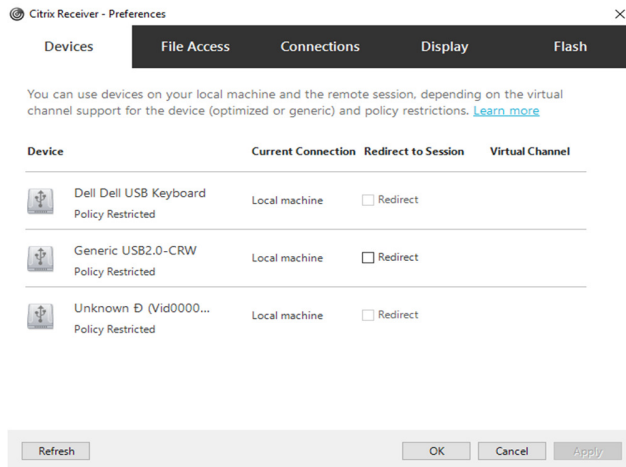 Citrix Receiver - Preferences
Devices File Access Connections Display Flash
You can use devices on your local machine and the remote session, depending on the virtual
channel support for the device (optimized or generic) and policy restrictions. Learn more
Device Current Connection Redirect to Session Virtual Channel
Dell Dell USB Keyboard
Policy Restricted
Local machine Redirect
Generic USB2.0-CRW
Policy Restricted
Local machine Redirect
Unknown Đ (Vid0000...
Policy Restricted
Local machine Redirect
Refresh OK Cancel Apply